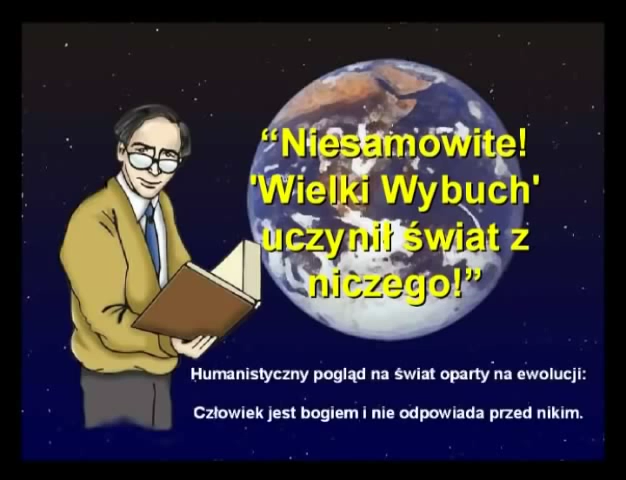 “Niesamowite!
'Wielki Wybuch'
uczynił świat z
niczego!”
Humanistyczny pogląd na świat oparty na ewolucji:
Człowiek jest bogiem i nie odpowiada przed nikim.